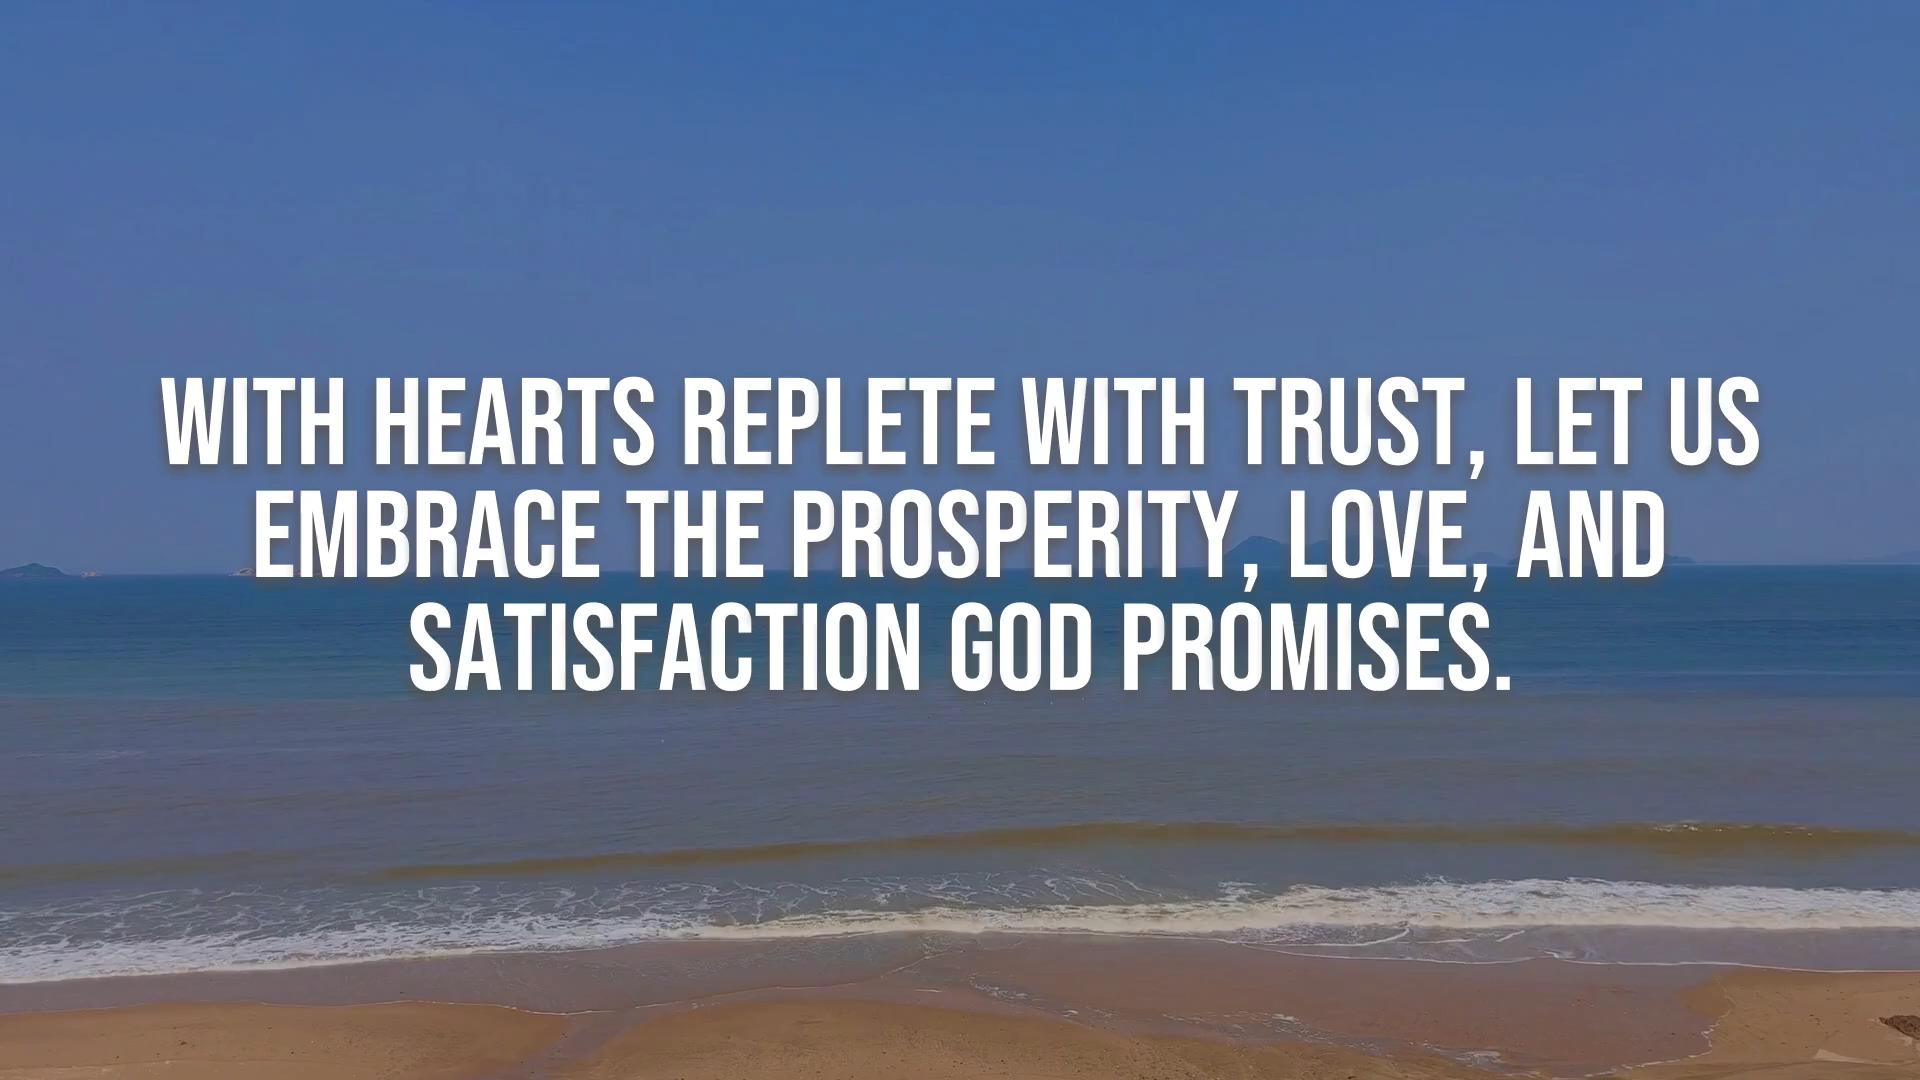 WITH HEARTS REPLETE WITH TRUST, LET US
EMBRACE THE PROSPERITY, LOVE, AND
SATISFACTION GOD PROMISES.